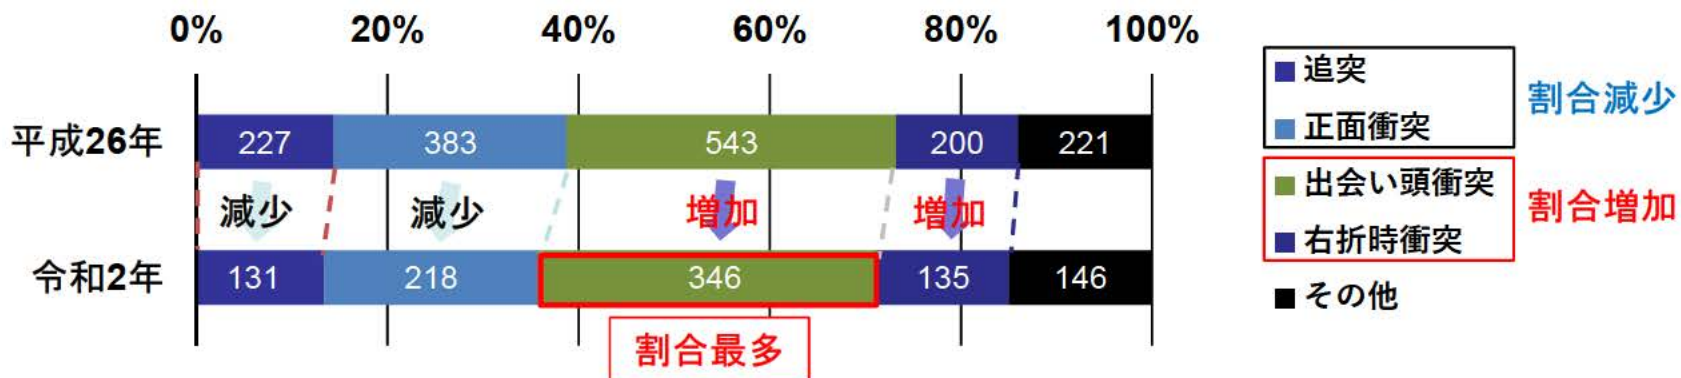 0% 20% 40% 60% 80% 100%
平成26年 227 383 543 200 221
減少 減少 増加 増加
令和2年 131 218 346 135 146
割合最多
追突
正面衝突
割合減少
出会い頭衝突
右折時衝突
割合増加
その他